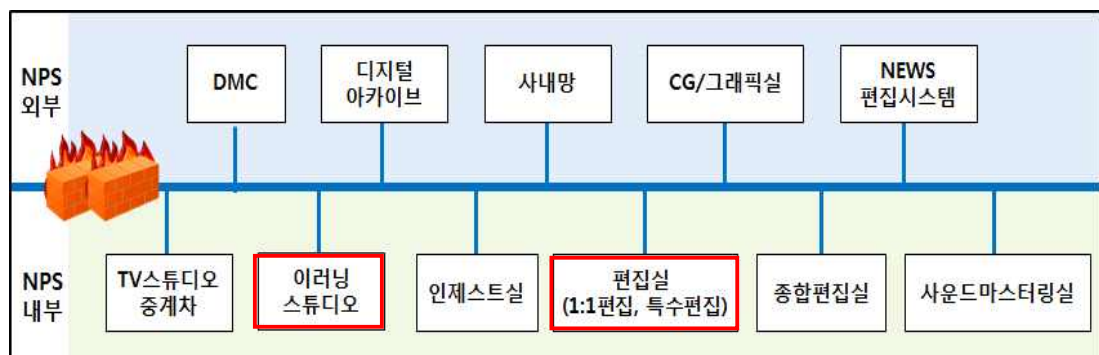 NPS
외부
DMC
디지털
아카이브
사내망
CG/그래픽실
NEWS
편집시스템
NPS
내부
TV스튜디오
중계차
이러닝
스튜디오
인제스트실
편집실
(1:1편집, 특수편집)
종합편집실
사운드마스터링실